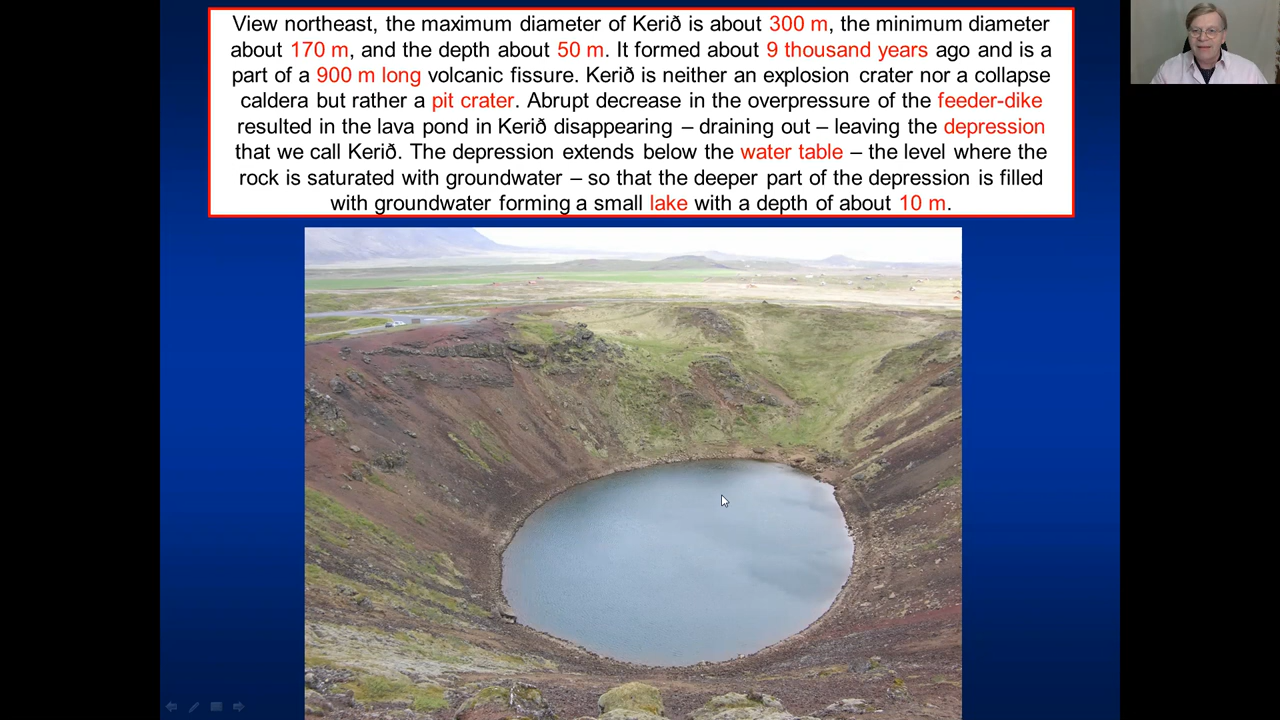 View northeast, the maximum diameter of Kerið is about 300 m, the minimum diameter
about 170 m, and the depth about 50 m. It formed about 9 thousand years ago and is a
part of a 900 m long volcanic fissure. Kerið is neither an explosion crater nor a collapse
caldera but rather a pit crater. Abrupt decrease in the overpressure of the feeder-dike
resulted in the lava pond in Kerið disappearing – draining out – leaving the depression
that we call Kerið. The depression extends below the water table – the level where the
rock is saturated with groundwater – so that the deeper part of the depression is filled
with groundwater forming a small lake with a depth of about 10 m.